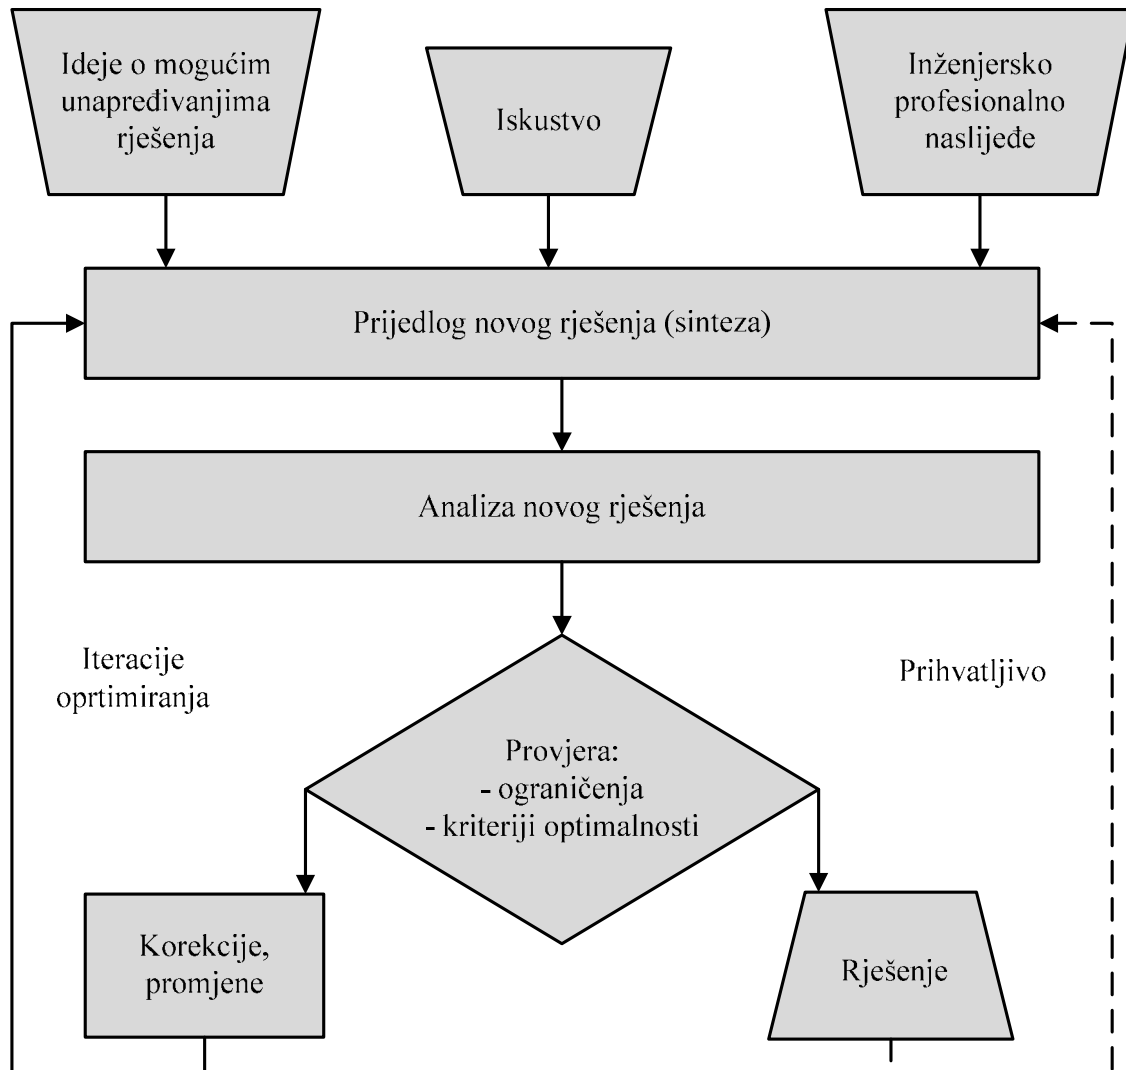 Ideje o mogućim
unapređivanjima
rješenja
Iskustvo
Inženjersko
profesionalno
naslijeđe
Prijedlog novog rješenja (sinteza)
Analiza novog rješenja
Iteracije
oprtimiranja
Prihvatljivo
Provjera:
- ograničenja
- kriteriji optimalnosti
Korekcije,
promjene
Rješenje